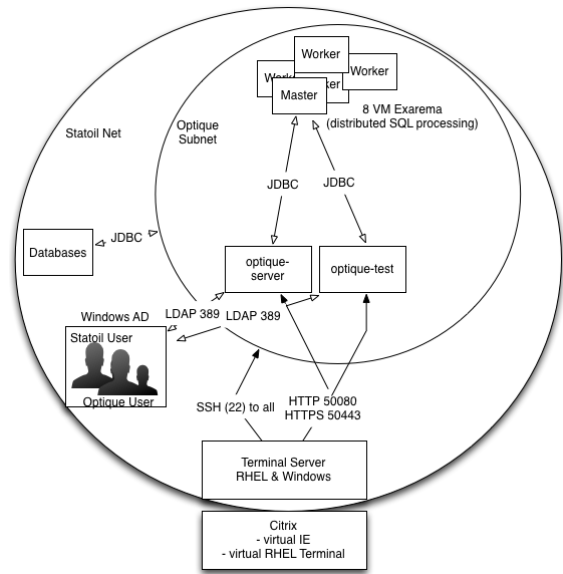 Worker
Worker
Worker
Master
8 VM Exarema
(distributed SQL processing)
Statoil Net
Optique
Subnet
JDBC
JDBC
JDBC
Databases
optique-
server
optique-test
Windows AD
LDAP 389
LDAP 389
Statoil User
Optique User
SSH (22) to all
HTTP 50080
HTTPS 50443
Terminal Server
RHEL & Windows
Citrix
- virtual IE
- virtual RHEL Terminal